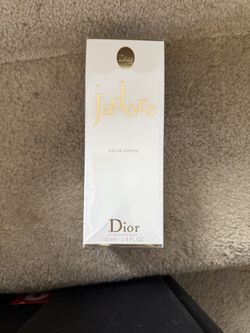 Dior
j'adore
EAU DE PARFUM
Dior
100 ml - 3.4 FL.OZ